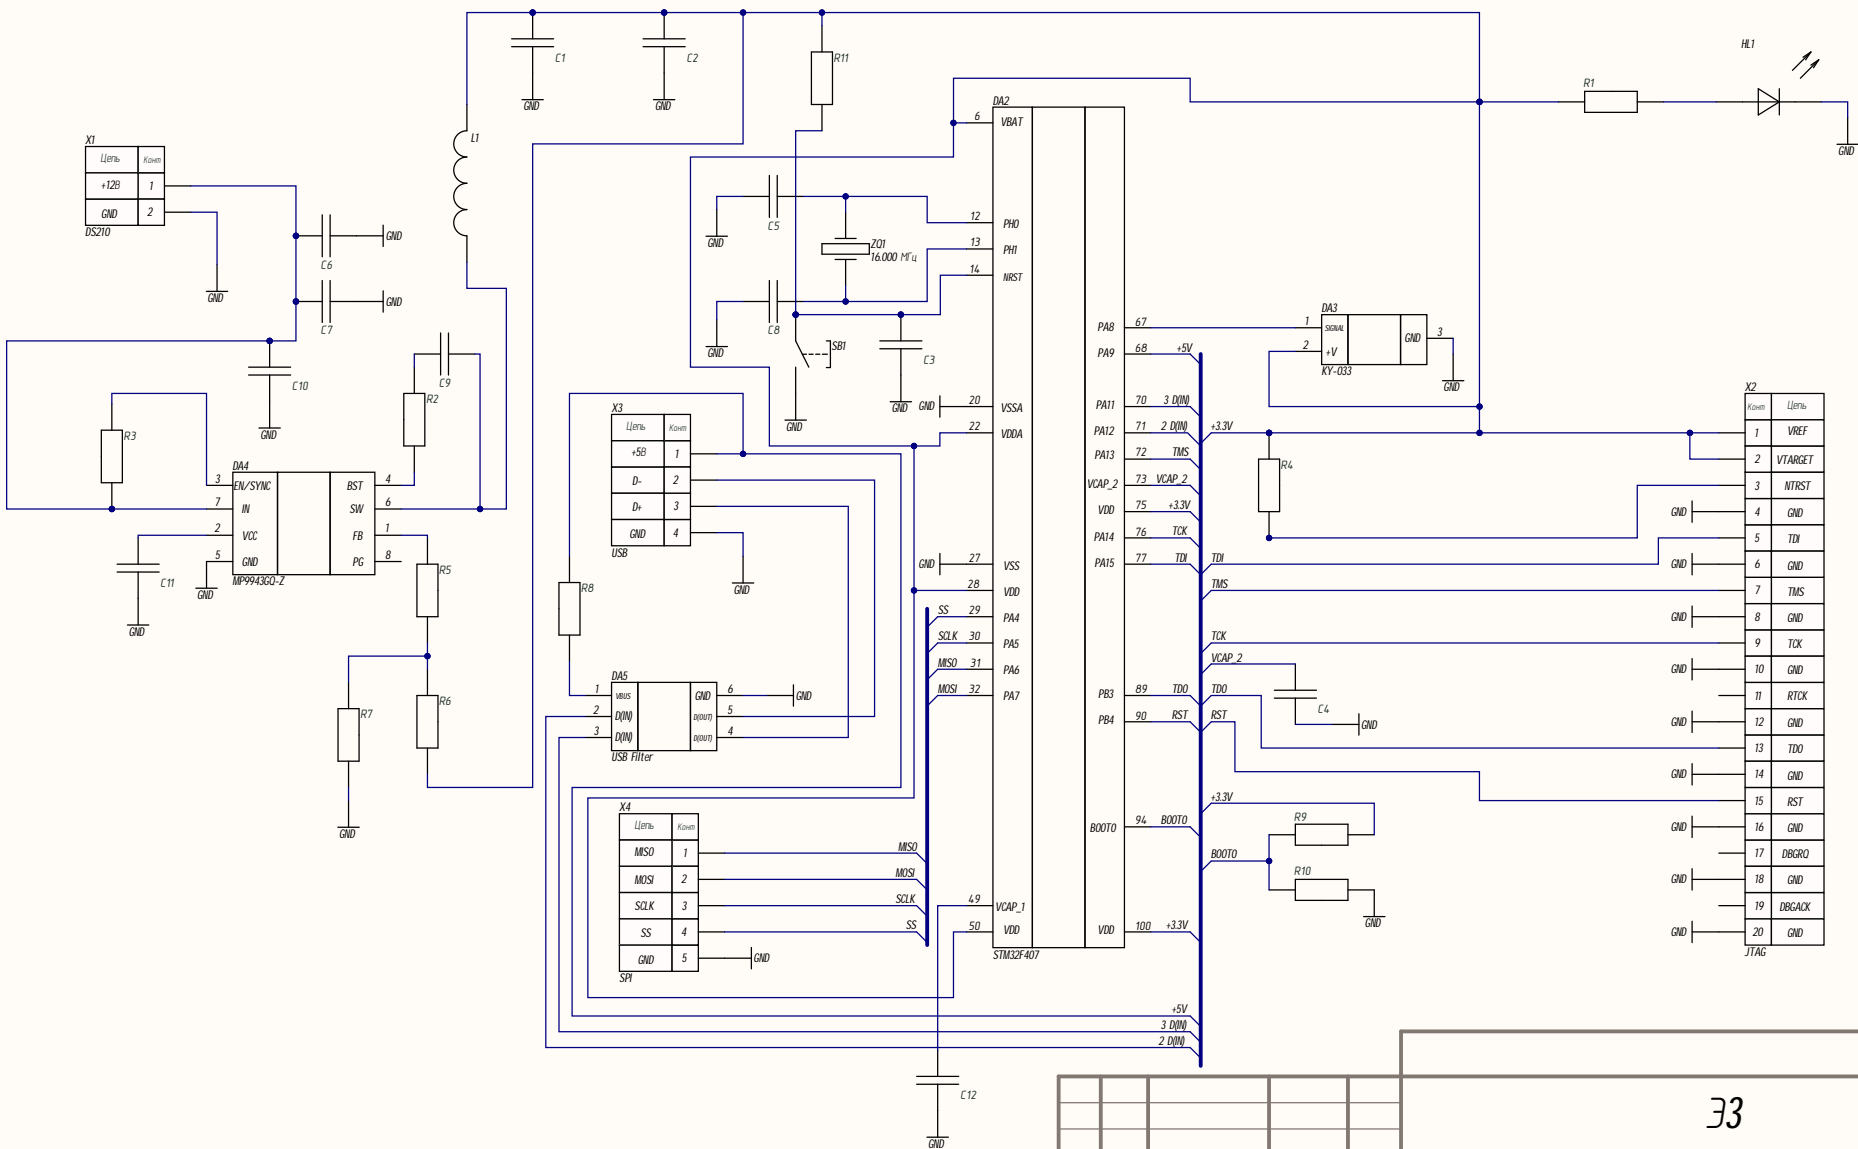 C1
GND
C2
GND
R11
HL1
R1
GND
X1
Цепь Конт
+12В 1
GND 2
DS210
GND
C6
GND
C7
GND
L1
C10
GND
C9
R2
R3
DA4
3 EN/SYNC BST 4
7 IN SW 6
2 VCC FB 1
5 GND PG 8
MP9943GQ-Z
GND
C11
GND
R5
R6
R7
GND
C5
GND
ZQ1
16.000 МГц
C8
GND
SB1
GND
C3
GND
X3
Цепь Конт
+5В 1
D- 2
D+ 3
GND 4
USB
GND
R8
DA5
1 VBUS GND 6 GND
2 D(IN) D(OUT) 5
3 D(IN) D(OUT) 4
USB Filter
X4
Цепь Конт
MISO 1 MISO
MOSI 2 MOSI
SCLK 3 SCLK
SS 4 SS
GND 5 GND
SPI
DA2
6 VBAT
12 PH0
13 PH1
14 NRST
GND 20 VSSA
22 VDDA
GND 27 VSS
28 VDD
SS 29 PA4
SCLK 30 PA5
MISO 31 PA6
MOSI 32 PA7
49 VCAP_1
50 VDD
STM32F407
PA8 67
PA9 68 +5V
PA11 70 3 D(IN)
PA12 71 2 D(IN)
PA13 72 TMS
VCAP_2 73 VCAP_2
VDD 75 +3.3V
PA14 76 TCK
PA15 77 TDI
PB3 89 TDO
PB4 90 RST
BOOT0 94 BOOT0
VDD 100 +3.3V
+5V
3 D(IN)
2 D(IN)
C12
GND
DA3
1 SIGNAL GND 3
2 +V
KY-033
GND
+3.3V
R4
TDI
TMS
TCK
VCAP_2
C4
GND
TDO
RST
+3.3V
R9
BOOT0
R10
GND
X2
Конт Цепь
1 VREF
2 VTARGET
3 NTRST
GND 4 GND
5 TDI
GND 6 GND
7 TMS
GND 8 GND
9 TCK
GND 10 GND
11 RTCK
GND 12 GND
13 TDO
GND 14 GND
15 RST
GND 16 GND
17 DBGRQ
GND 18 GND
19 DBGACK
GND 20 GND
JTAG
Э3